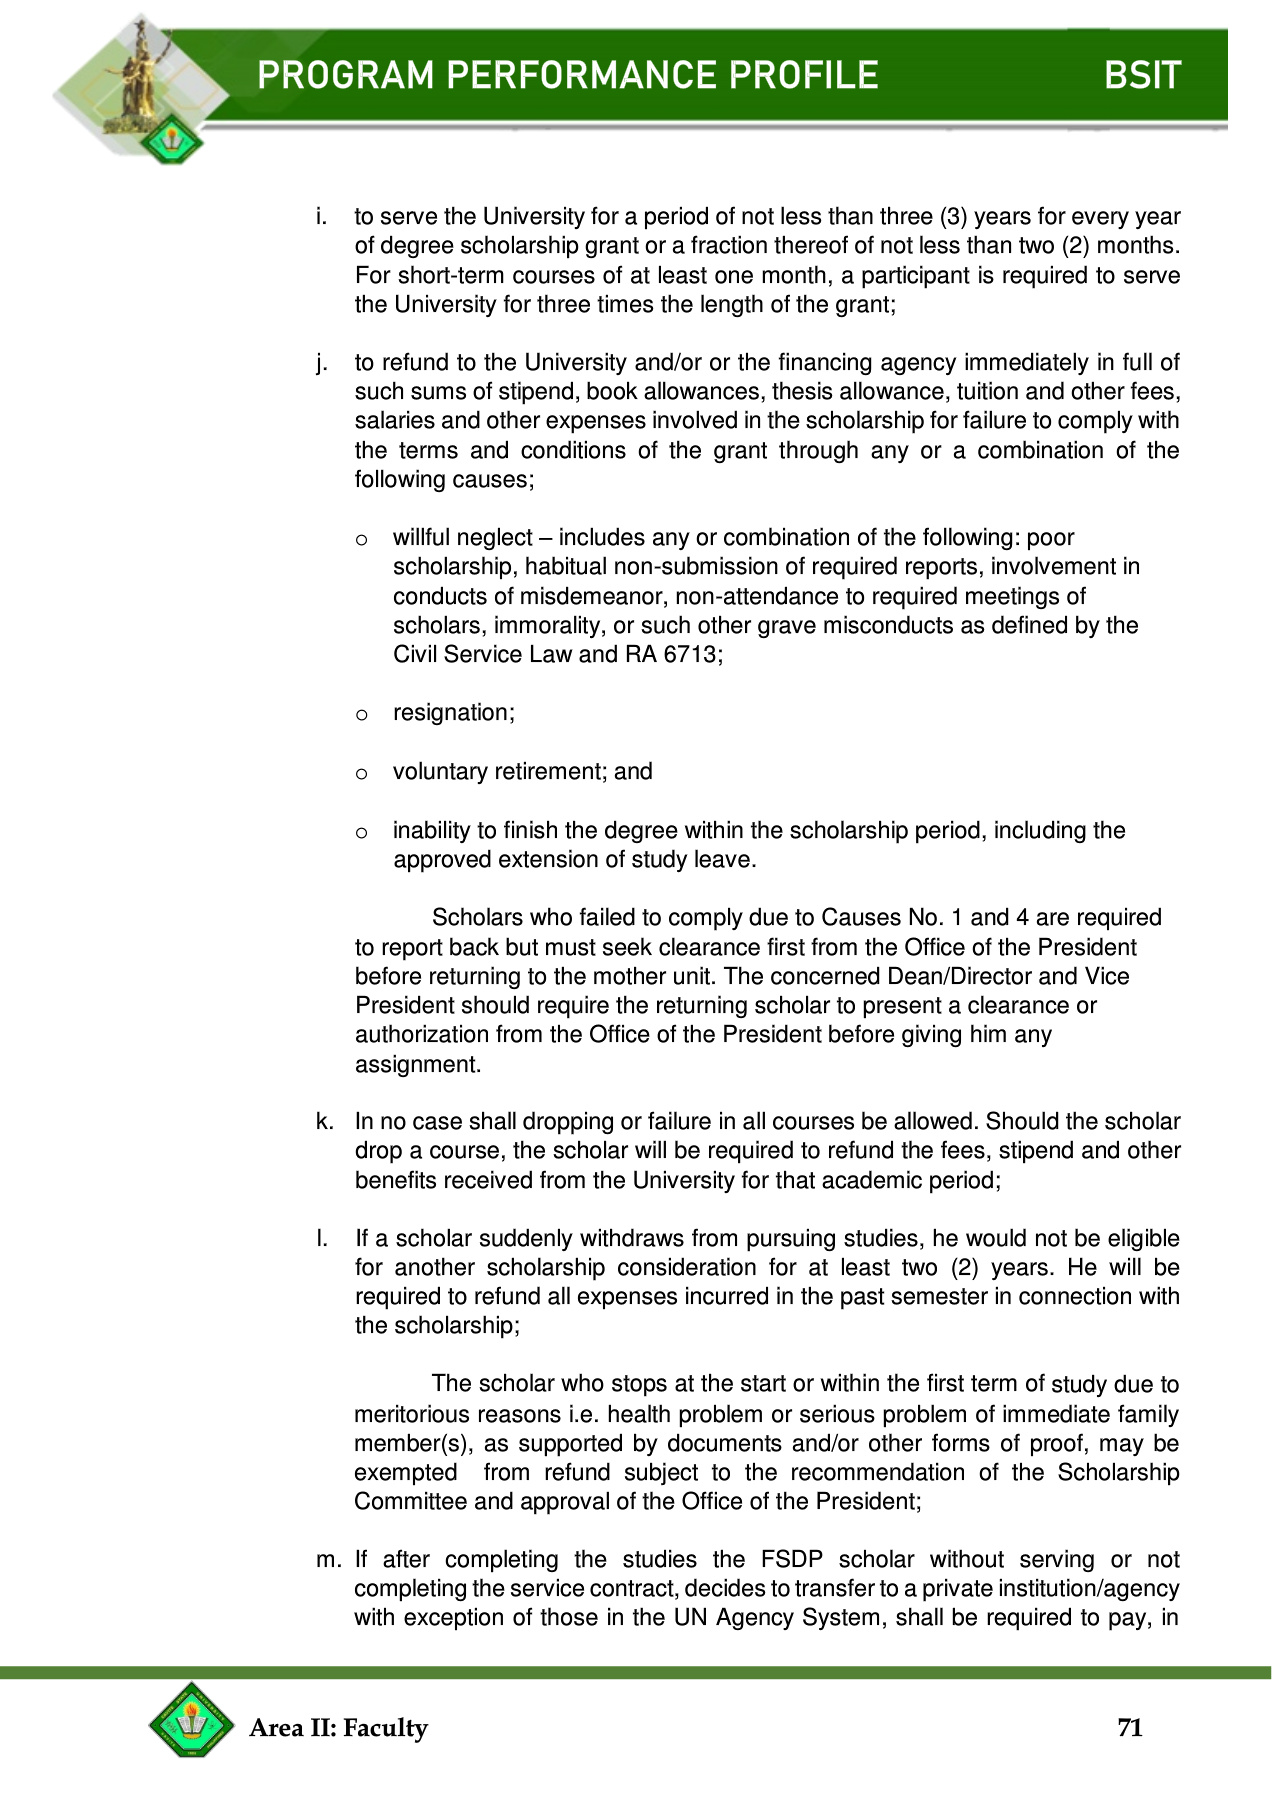 PROGRAM PERFORMANCE PROFILE BSIT
i. to serve the University for a period of not less than three (3) years for every year
of degree scholarship grant or a fraction thereof of not less than two (2) months.
For short-term courses of at least one month, a participant is required to serve
the University for three times the length of the grant;
j. to refund to the University and/or or the financing agency immediately in full of
such sums of stipend, book allowances, thesis allowance, tuition and other fees,
salaries and other expenses involved in the scholarship for failure to comply with
the terms and conditions of the grant through any or a combination of the
following causes;
o willful neglect – includes any or combination of the following: poor
scholarship, habitual non-submission of required reports, involvement in
conducts of misdemeanor, non-attendance to required meetings of
scholars, immorality, or such other grave misconducts as defined by the
Civil Service Law and RA 6713;
o resignation;
o voluntary retirement; and
o inability to finish the degree within the scholarship period, including the
approved extension of study leave.
Scholars who failed to comply due to Causes No. 1 and 4 are required
to report back but must seek clearance first from the Office of the President
before returning to the mother unit. The concerned Dean/Director and Vice
President should require the returning scholar to present a clearance or
authorization from the Office of the President before giving him any
assignment.
k. In no case shall dropping or failure in all courses be allowed. Should the scholar
drop a course, the scholar will be required to refund the fees, stipend and other
benefits received from the University for that academic period;
l. If a scholar suddenly withdraws from pursuing studies, he would not be eligible
for another scholarship consideration for at least two (2) years. He will be
required to refund all expenses incurred in the past semester in connection with
the scholarship;
The scholar who stops at the start or within the first term of study due to
meritorious reasons i.e. health problem or serious problem of immediate family
member(s), as supported by documents and/or other forms of proof, may be
exempted from refund subject to the recommendation of the Scholarship
Committee and approval of the Office of the President;
m. If after completing the studies the FSDP scholar without serving or not
completing the service contract, decides to transfer to a private institution/agency
with exception of those in the UN Agency System, shall be required to pay, in
Area II: Faculty 71